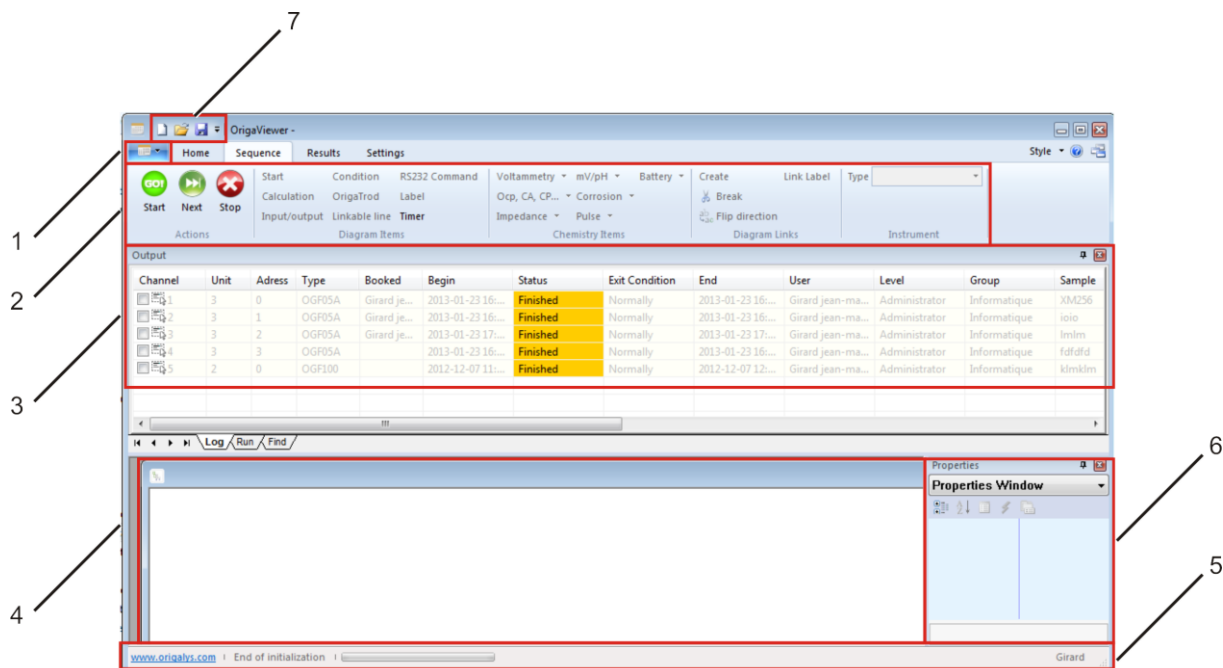 7
OrigaViewer -
Home Sequence Results Settings Style
GO! Start Next Stop
Actions
Start Condition RS232 Command
Calculation OrigaTrod Label
Input/output Linkable line Timer
Diagram Items
Voltammetry mV/pH Battery
Ocp, CA, CP... Corrosion
Impedance Pulse
Chemistry Items
Create Link Label
Break
Flip direction
Diagram Links
Type
Instrument
1
2
3
Output
Channel Unit Adress Type Booked Begin Status Exit Condition End User Level Group Sample
1 3 0 OGF05A Girard je... 2013-01-23 16:... Finished Normally 2013-01-23 16:... Girard jean-ma... Administrator Informatique XM256
2 3 1 OGF05A Girard je... 2013-01-23 16:... Finished Normally 2013-01-23 16:... Girard jean-ma... Administrator Informatique ioio
3 3 2 OGF05A Girard je... 2013-01-23 17:... Finished Normally 2013-01-23 17:... Girard jean-ma... Administrator Informatique lmlm
4 3 3 OGF05A 2013-01-23 16:... Finished Normally 2013-01-23 16:... Girard jean-ma... Administrator Informatique fdfdfd
5 2 0 OGF100 2012-12-07 11:... Finished Normally 2012-12-07 12:... Girard jean-ma... Administrator Informatique klmklm
Log Run Find
4
Properties
Properties Window
6
5
www.origalys.com End of initialization Girard